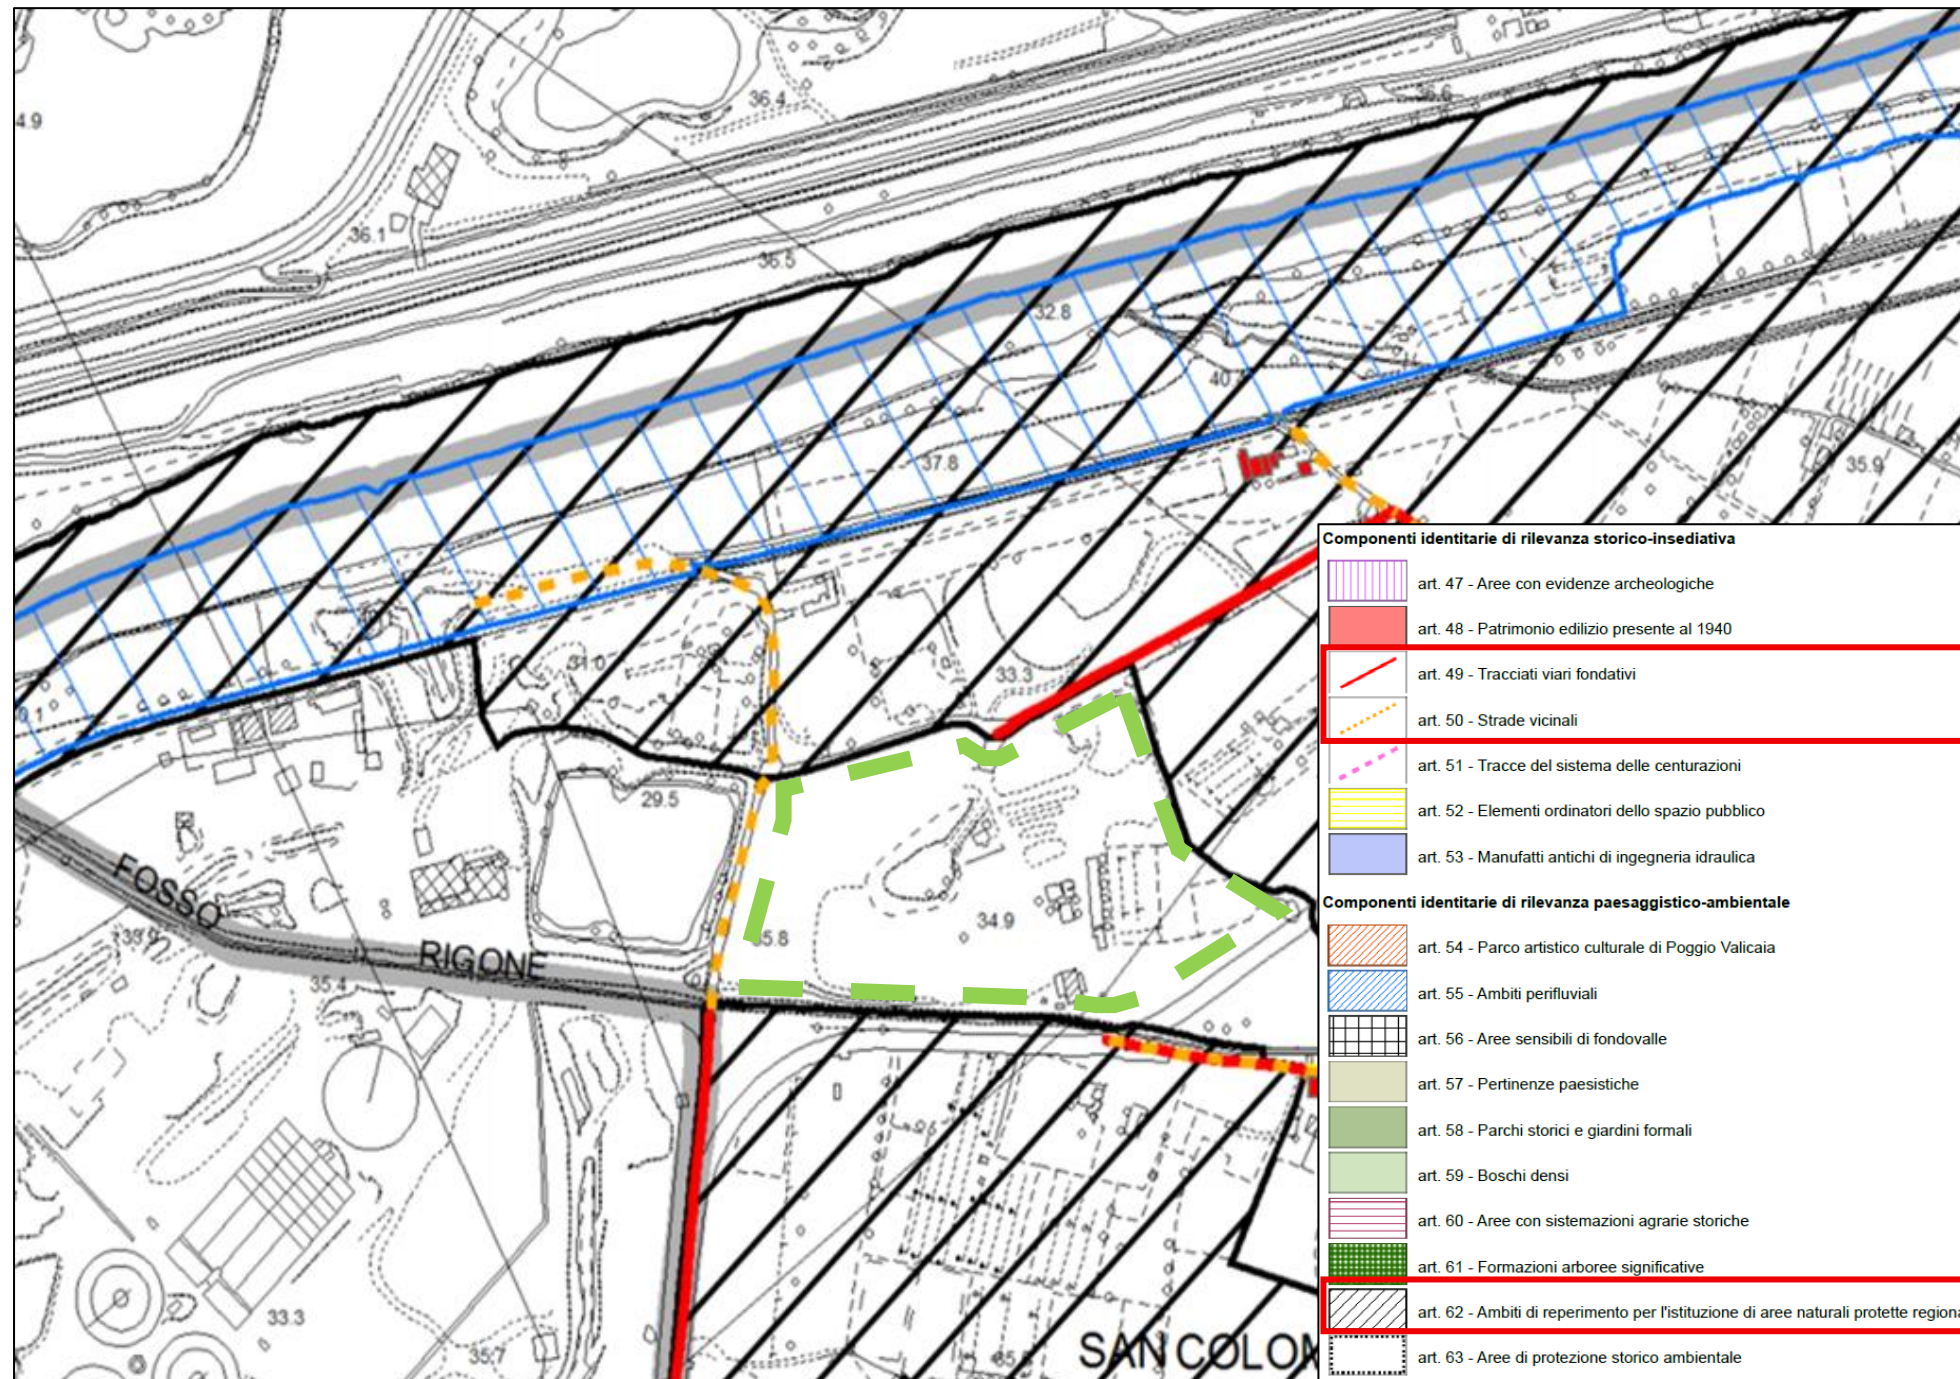 4.9
36.4
36.6
36.1
36.5
32.8
40.
37.8
35.9
31.0
33.3
29.5
FOSSO
RIGONE
34.9
35.8
35.4
33.3
35.7
SAN COLOM
Componenti identitarie di rilevanza storico-insediativa
art. 47 - Aree con evidenze archeologiche
art. 48 - Patrimonio edilizio presente al 1940
art. 49 - Tracciati viari fondativi
art. 50 - Strade vicinali
art. 51 - Tracce del sistema delle centurazioni
art. 52 - Elementi ordinatori dello spazio pubblico
art. 53 - Manufatti antichi di ingegneria idraulica
Componenti identitarie di rilevanza paesaggistico-ambientale
art. 54 - Parco artistico culturale di Poggio Valicaia
art. 55 - Ambiti perifluviali
art. 56 - Aree sensibili di fondovalle
art. 57 - Pertinenze paesistiche
art. 58 - Parchi storici e giardini formali
art. 59 - Boschi densi
art. 60 - Aree con sistemazioni agrarie storiche
art. 61 - Formazioni arboree significative
art. 62 - Ambiti di reperimento per l'istituzione di aree naturali protette regiona
art. 63 - Aree di protezione storico ambientale